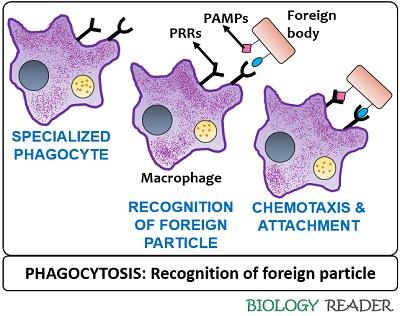 PAMPs
Foreign
body
PRRs
SPECIALIZED
PHAGOCYTE
Macrophage
RECOGNITION
OF FOREIGN
PARTICLE
CHEMOTAXIS &
ATTACHMENT
PHAGOCYTOSIS: Recognition of foreign particle
BIOLOGY READER